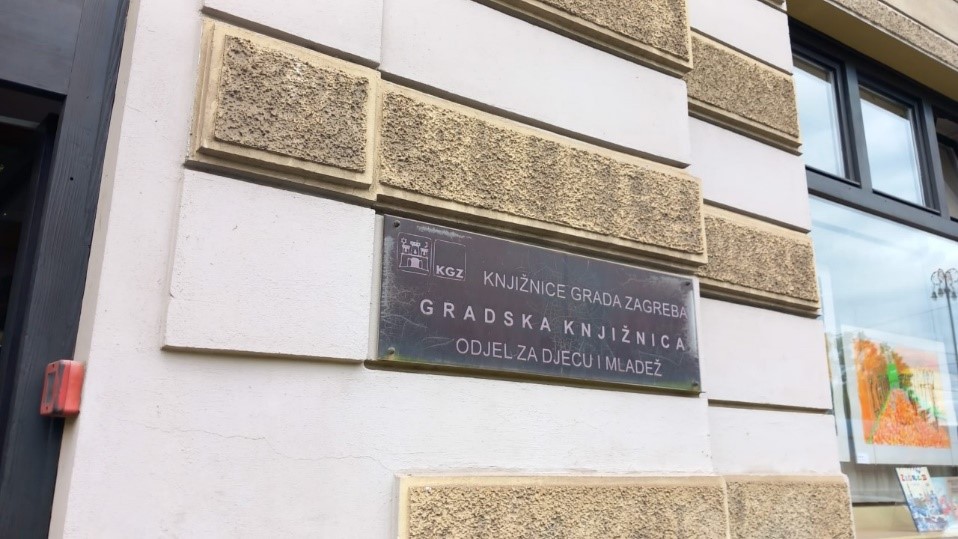 KGZ
KNJIŽNICE GRADA ZAGREBA
GRADSKA KNJIŽNICA
ODJEL ZA DJECU I MLADEŽ